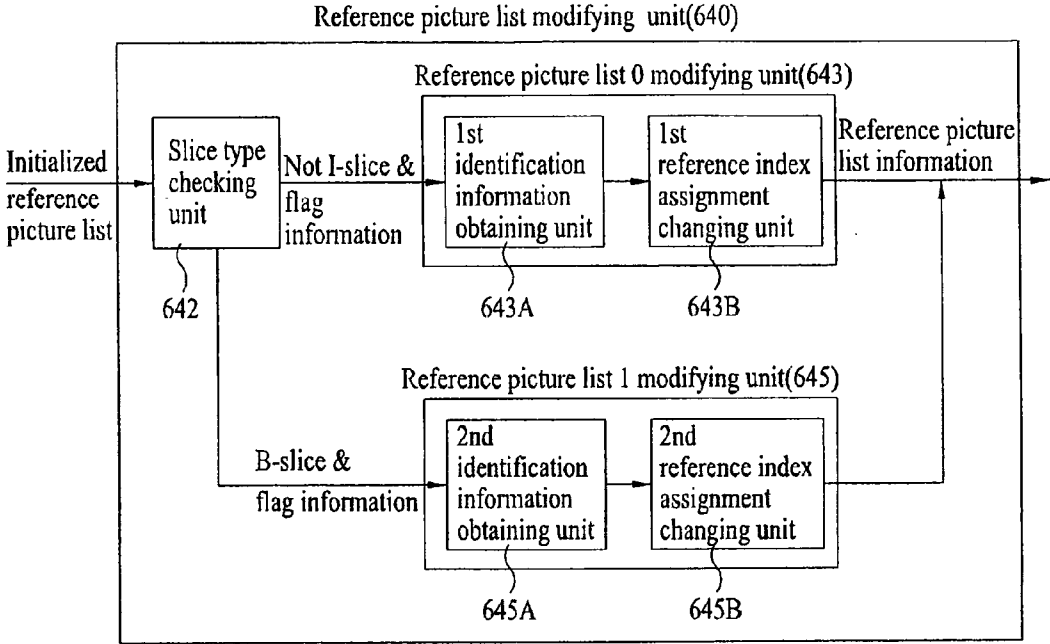 Reference picture list modifying unit(640)
Reference picture list 0 modifying unit(643)
Initialized
reference
picture list
Slice type
checking
unit
642
Not I-slice &
flag
information
1st
identification
information
obtaining unit
643A
1st
reference index
assignment
changing unit
643B
Reference picture
list information
Reference picture list 1 modifying unit(645)
B-slice &
flag information
2nd
identification
information
obtaining unit
645A
2nd
reference index
assignment
changing unit
645B